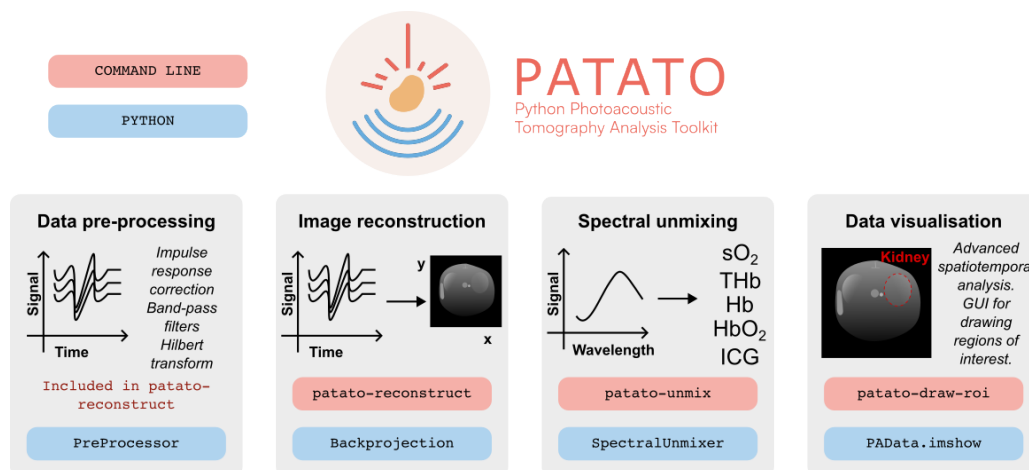 COMMAND LINE
PYTHON
PATATO
Python Photoacoustic
Tomography Analysis Toolkit
Data pre-processing
Signal
Time
Impulse
response
correction
Band-pass
filters
Hilbert
transform
Included in patato-
reconstruct
PreProcessor
Image reconstruction
Signal
Time
y
x
patato-reconstruct
Backprojection
Spectral unmixing
Signal
Wavelength
sO₂
THb
Hb
HbO₂
ICG
patato-unmix
SpectralUnmixer
Data visualisation
Kidney
Advanced
spatiotemporal
analysis.
GUI for
drawing
regions of
interest.
patato-draw-roi
PAData.imshow